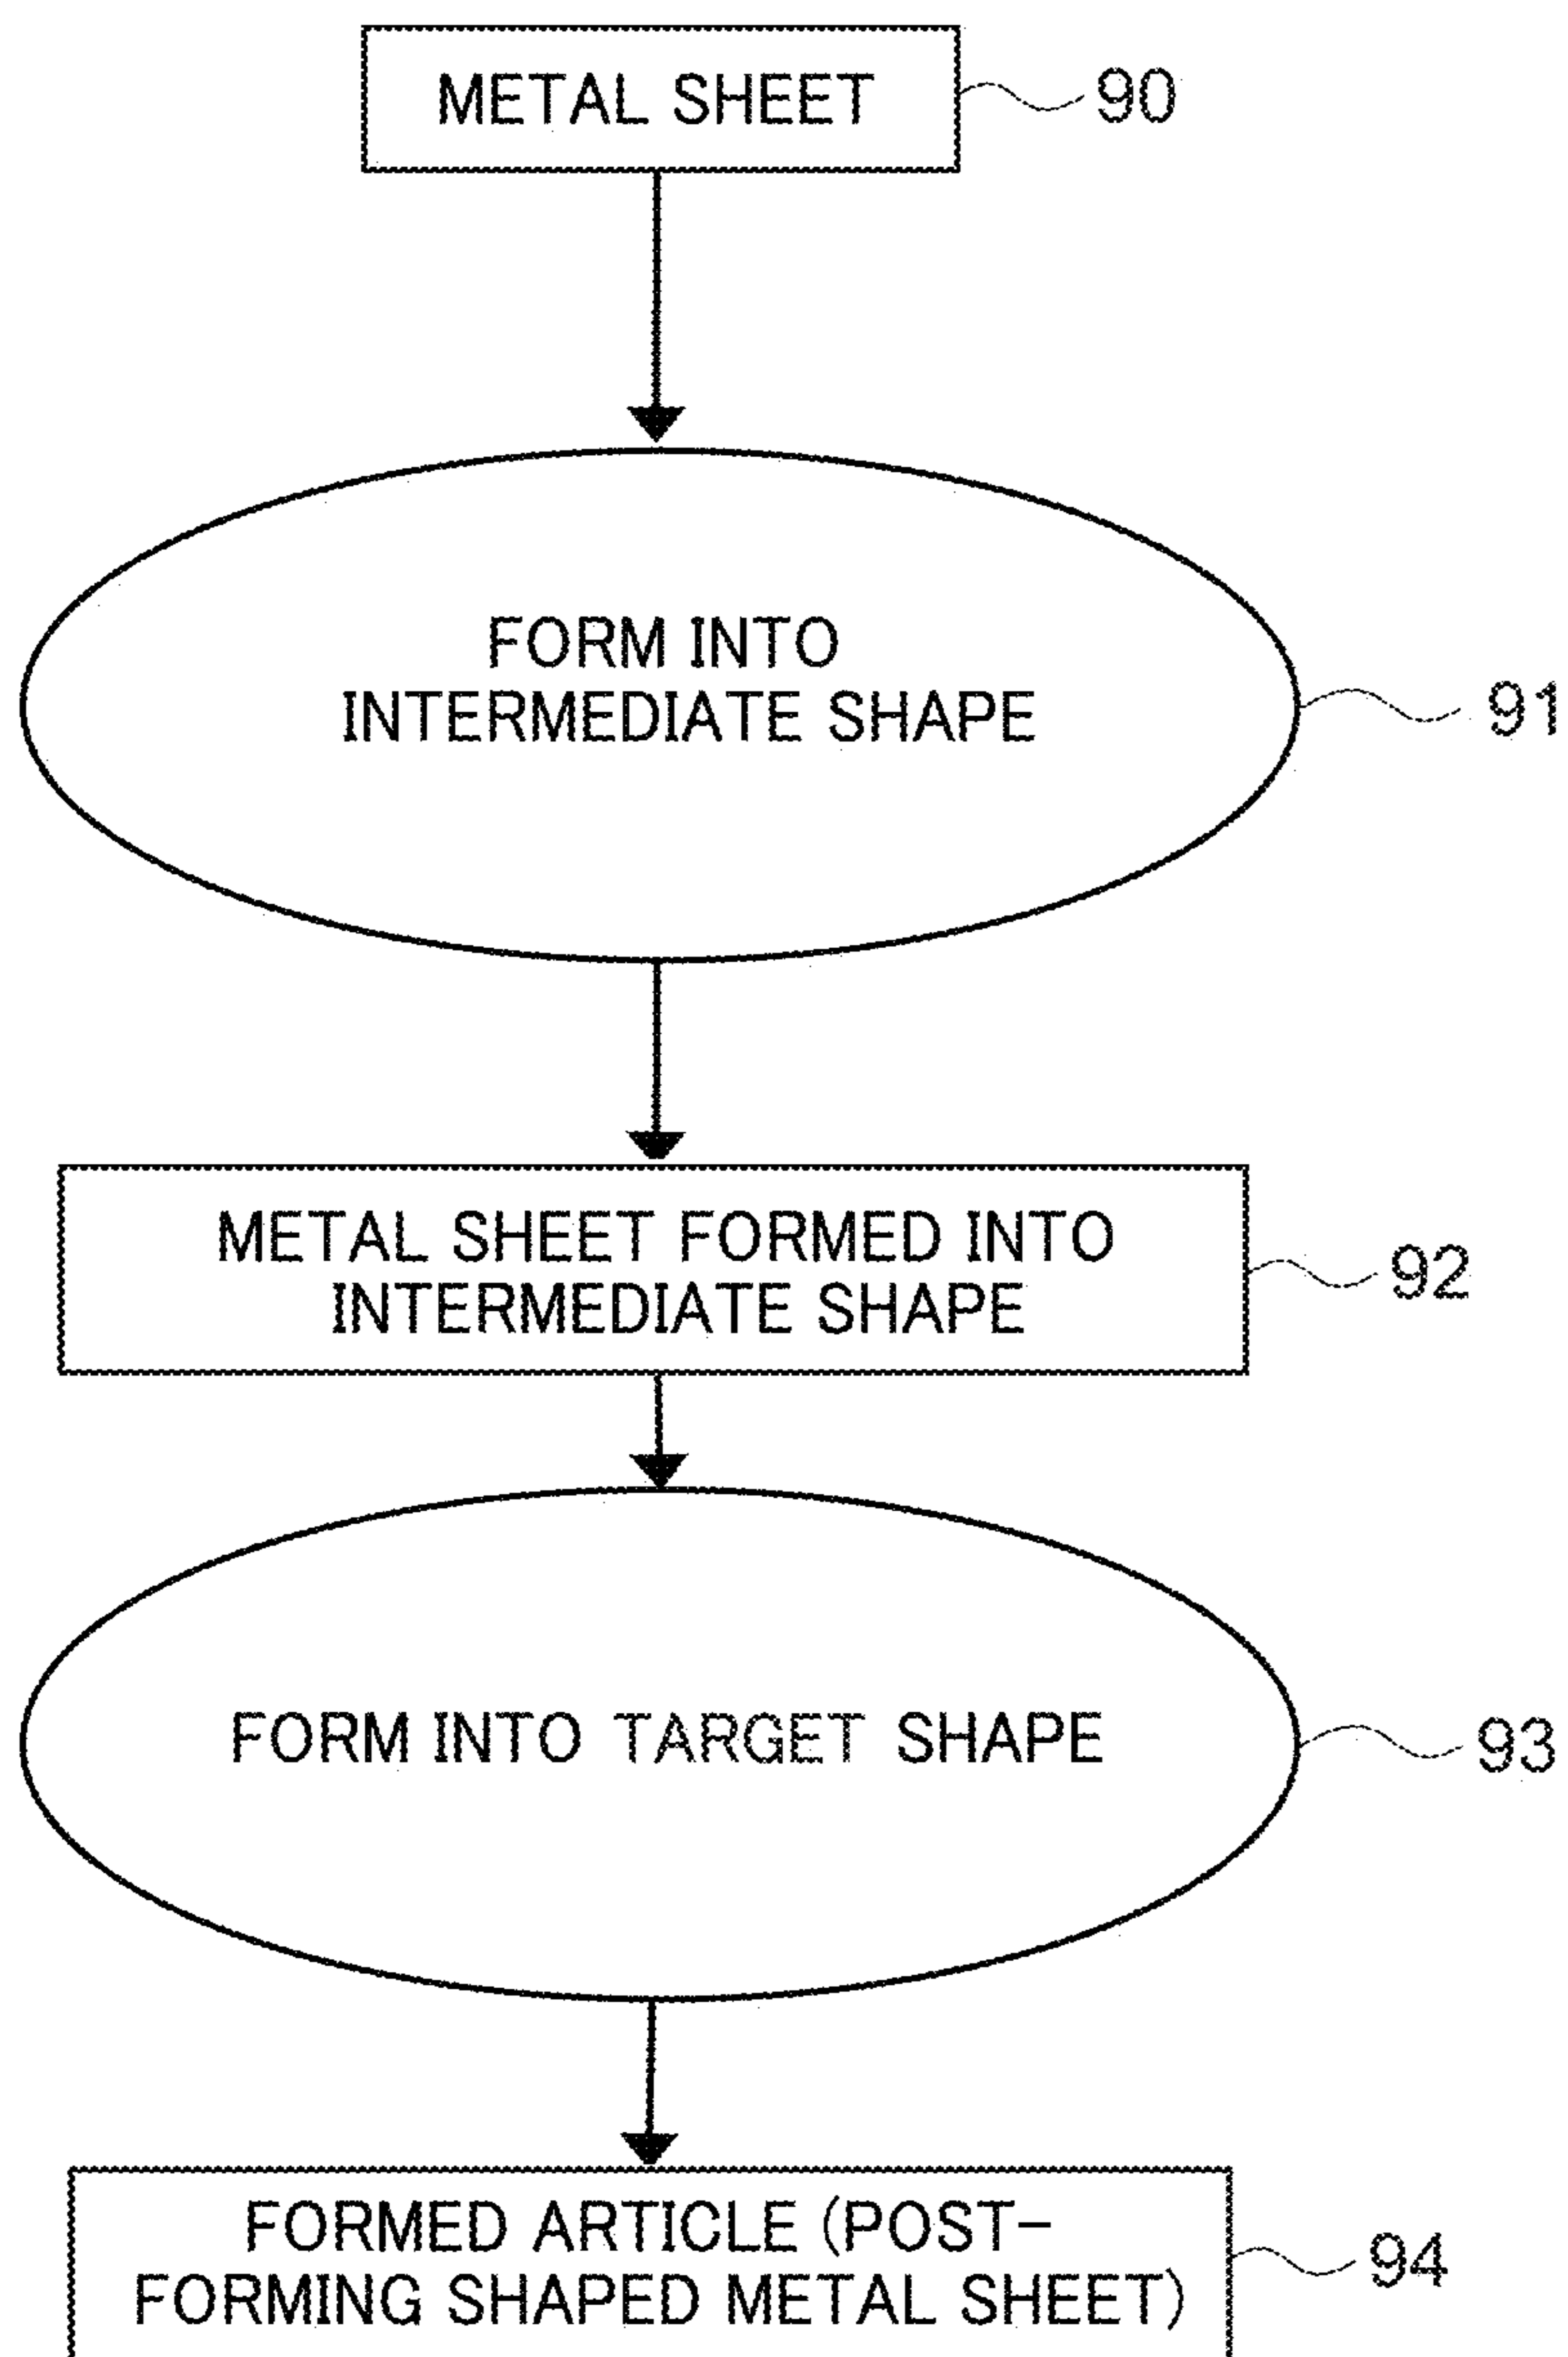 METAL SHEET
90
FORM INTO
INTERMEDIATE SHAPE
91
METAL SHEET FORMED INTO
INTERMEDIATE SHAPE
92
FORM INTO TARGET SHAPE
93
FORMED ARTICLE (POST-
FORMING SHAPED METAL SHEET)
94